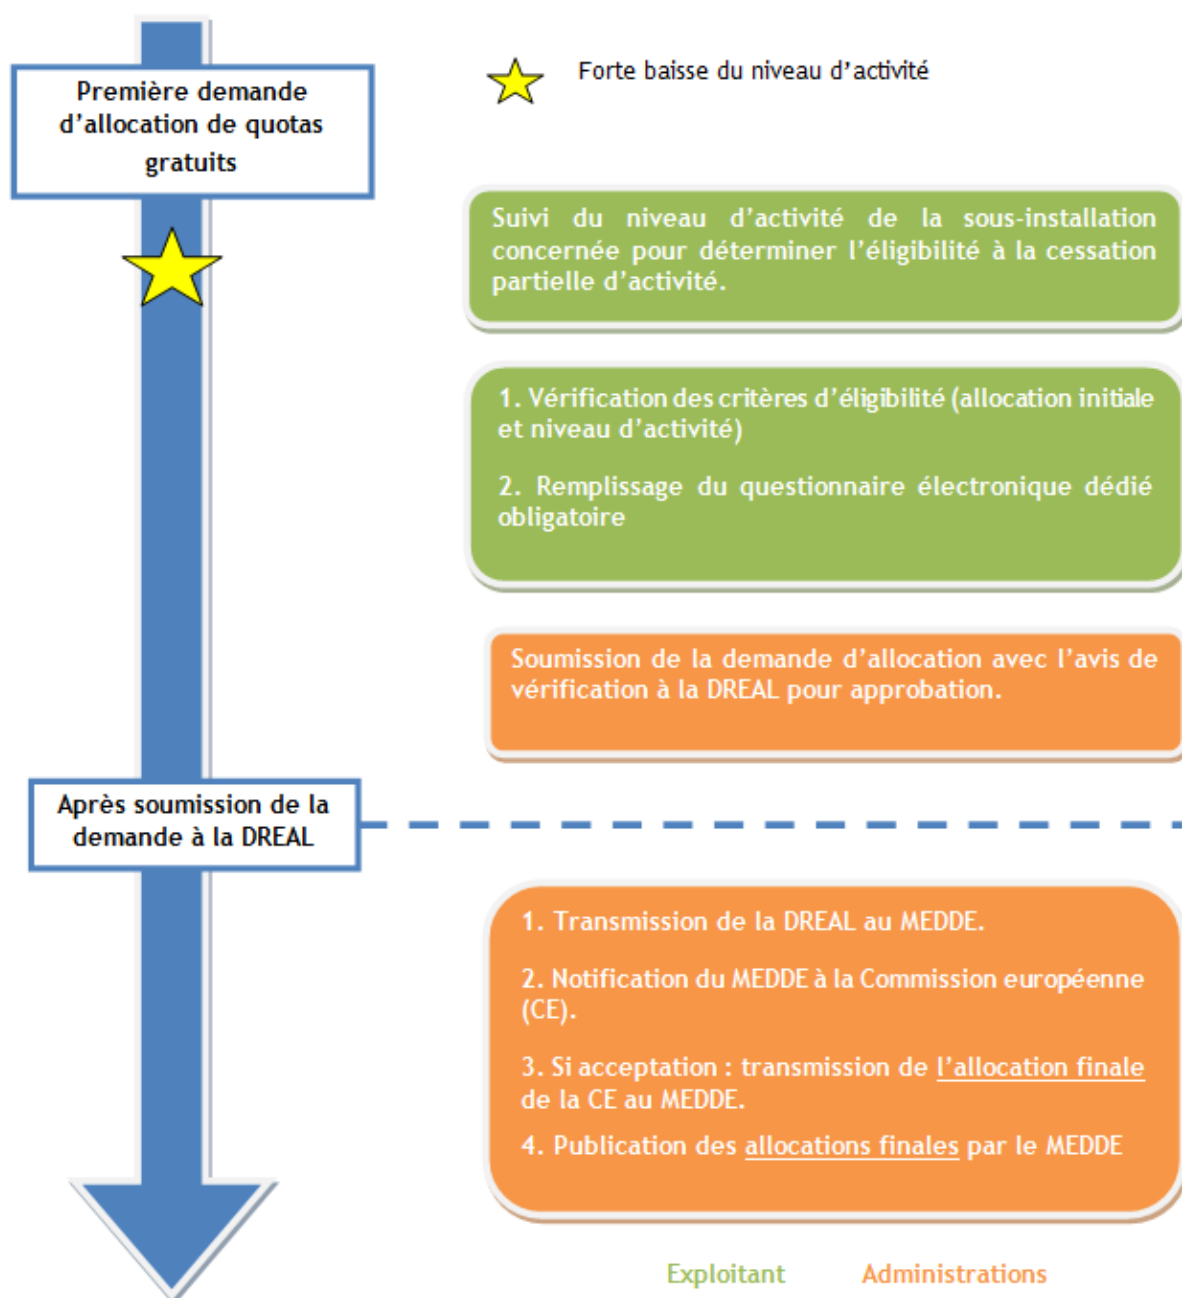 Première demande
d'allocation de quotas
gratuits
Forte baisse du niveau d'activité
Suivi du niveau d'activité de la sous-installation
concernée pour déterminer l'éligibilité à la cessation
partielle d'activité.
1. Vérification des critères d'éligibilité (allocation initiale
et niveau d'activité)
2. Remplissage du questionnaire électronique dédié
obligatoire
Soumission de la demande d'allocation avec l'avis de
vérification à la DREAL pour approbation.
Après soumission de la
demande à la DREAL
1. Transmission de la DREAL au MEDDE.
2. Notification du MEDDE à la Commission européenne
(CE).
3. Si acceptation : transmission de l'allocation finale
de la CE au MEDDE.
4. Publication des allocations finales par le MEDDE
Exploitant Administrations